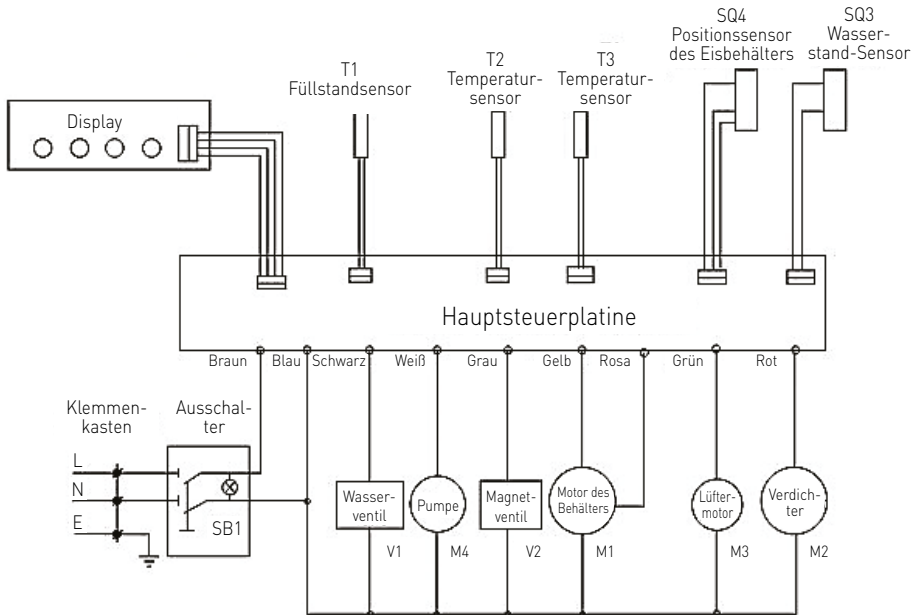 SQ4
Positionssensor
des Eisbehälters
SQ3
Wasser-
stand-Sensor
T1
Füllstandsensor
T2
Temperatur-
sensor
T3
Temperatur-
sensor
Display
Hauptsteuerplatine
Braun
Blau
Schwarz
Weiß
Grau
Gelb
Rosa
Grün
Rot
Klemmen-
kasten
Ausschal-
ter
L
N
E
SB1
Wasser-
ventil
V1
Pumpe
M4
Magnet-
ventil
V2
Motor des
Behälters
M1
Lüfter-
motor
M3
Verdich-
ter
M2